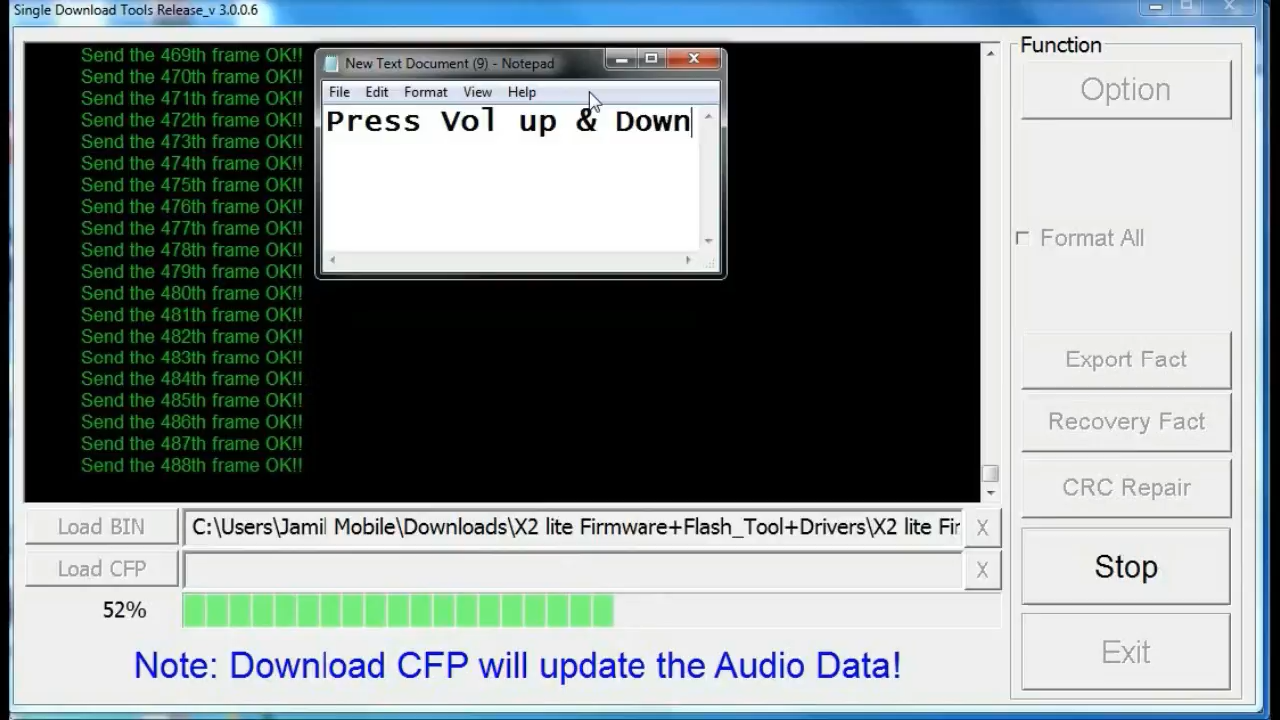 Single Download Tools Release_v 3.0.0.6
Send the 469th frame OK!!
Send the 470th frame OK!!
Send the 471th frame OK!!
Send the 472th frame OK!!
Send the 473th frame OK!!
Send the 474th frame OK!!
Send the 475th frame OK!!
Send the 476th frame OK!!
Send the 477th frame OK!!
Send the 478th frame OK!!
Send the 479th frame OK!!
Send the 480th frame OK!!
Send the 481th frame OK!!
Send the 482th frame OK!!
Send the 483th frame OK!!
Send the 484th frame OK!!
Send the 485th frame OK!!
Send the 486th frame OK!!
Send the 487th frame OK!!
Send the 488th frame OK!!
New Text Document (9) - Notepad
File Edit Format View Help
Press Vol up & Down
Function
Option
Format All
Export Fact
Recovery Fact
CRC Repair
Stop
Exit
Load BIN C:\Users\Jamil Mobile\Downloads\X2 lite Firmware+Flash_Tool+Drivers\X2 lite Fir X
Load CFP X
52%
Note: Download CFP will update the Audio Data!